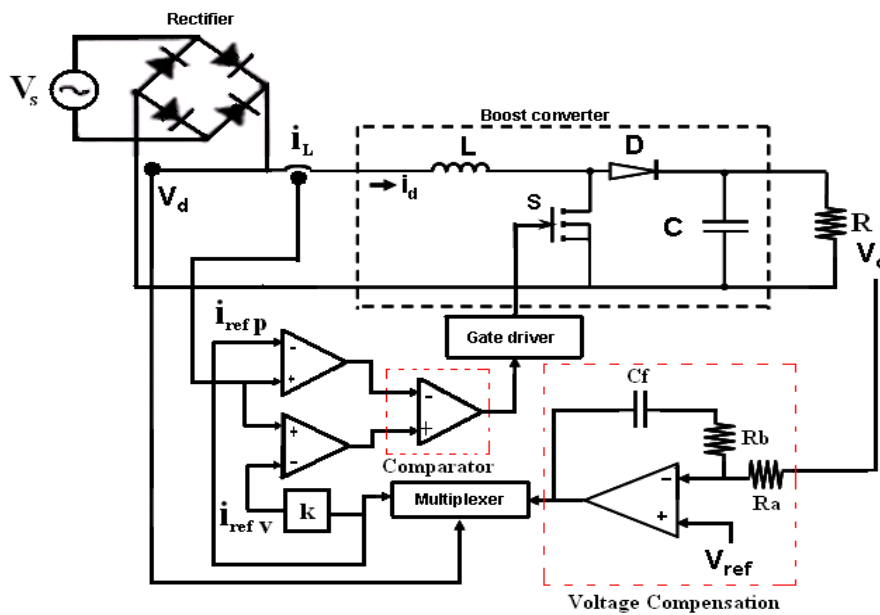 Rectifier
Vs
Boost converter
iL
L
D
Vd
id
S
C
R
Vo
iref p
Gate driver
-
+
-
+
+
-
Cf
Rb
Comparator
Ra
Multiplexer
-
+
iref v
k
Vref
Voltage Compensation